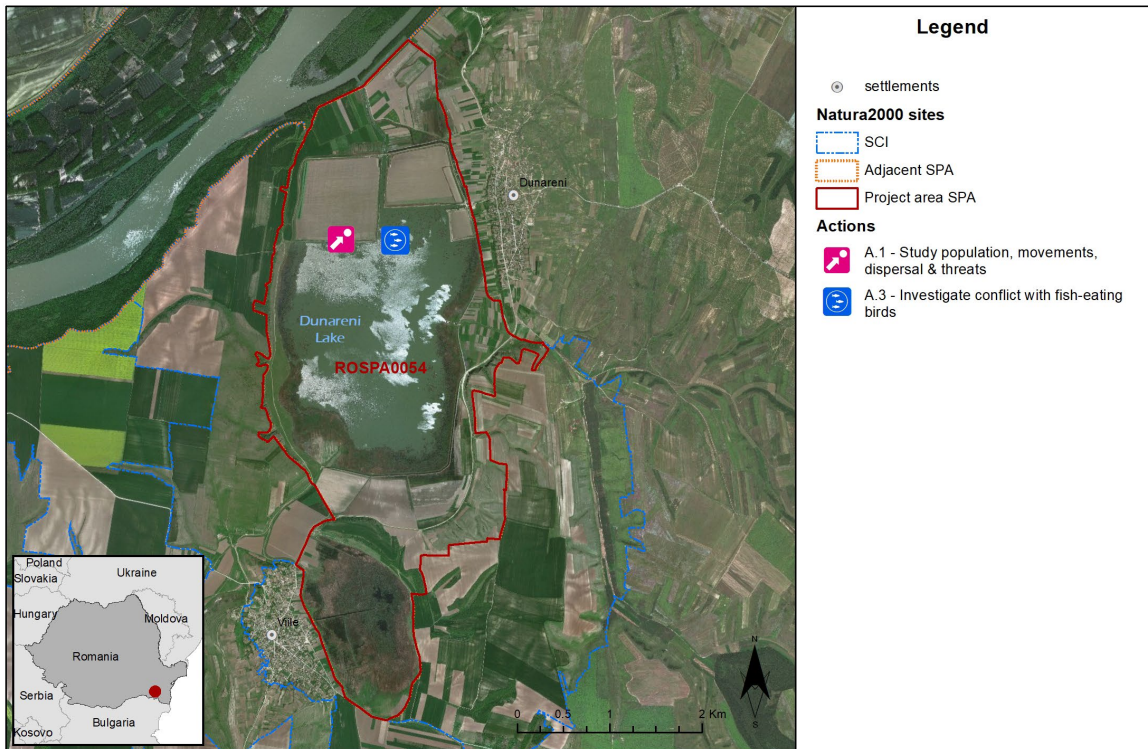 Legend
settlements
Natura2000 sites
SCI
Adjacent SPA
Project area SPA
Actions
A.1 - Study population, movements,
dispersal & threats
A.3 - Investigate conflict with fish-eating
birds
Dunareni
Dunareni
Lake
ROSPA0054
Viile
Poland
Slovakia
Ukraine
Hungary
Moldova
Romania
Serbia
Bulgaria
Kosovo
N
S
0 0.5 1 2 Km